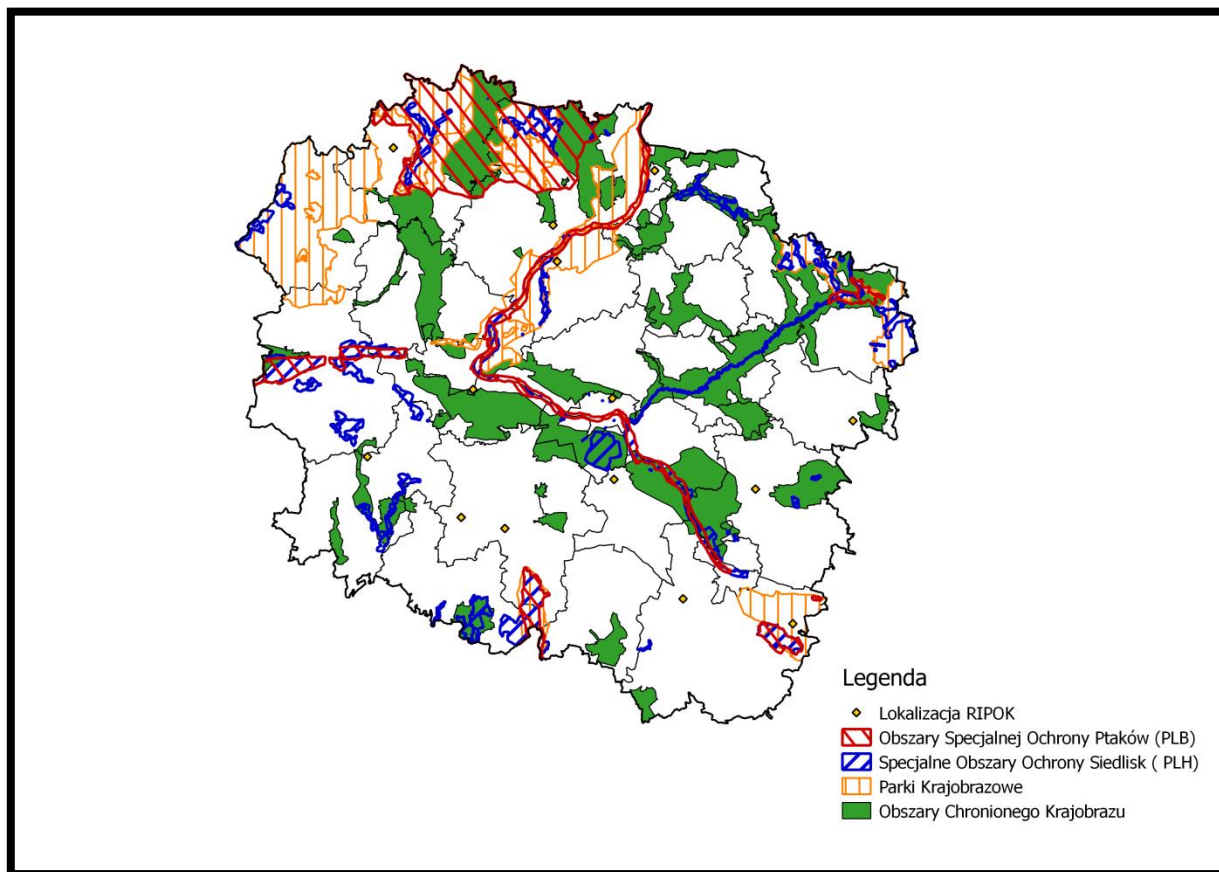 Legenda
Lokalizacja RIPOK
Obszary Specjalnej Ochrony Ptaków (PLB)
Specjalne Obszary Ochrony Siedlisk ( PLH)
Parki Krajobrazowe
Obszary Chronionego Krajobrazu